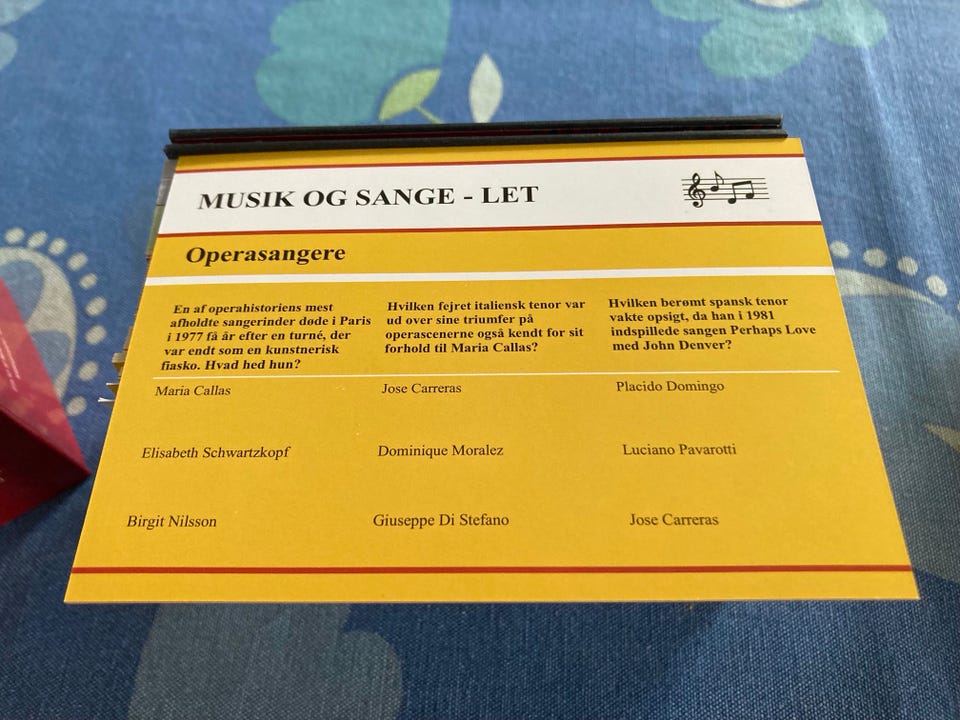 MUSIK OG SANGE - LET
Operasangere
En af operahistoriens mest
afholdte sangerinder døde i Paris
i 1977 få år efter en turné, der
var endt som en kunstnerisk
fiasko. Hvad hed hun?
Maria Callas
Elisabeth Schwartzkopf
Birgit Nilsson
Hvilken fejret italiensk tenor var
ud over sine triumfer på
operascenerne også kendt for sit
forhold til Maria Callas?
Jose Carreras
Dominique Moralez
Giuseppe Di Stefano
Hvilken berømt spansk tenor
vakte opsigt, da han i 1981
indspillede sangen Perhaps Love
med John Denver?
Placido Domingo
Luciano Pavarotti
Jose Carreras